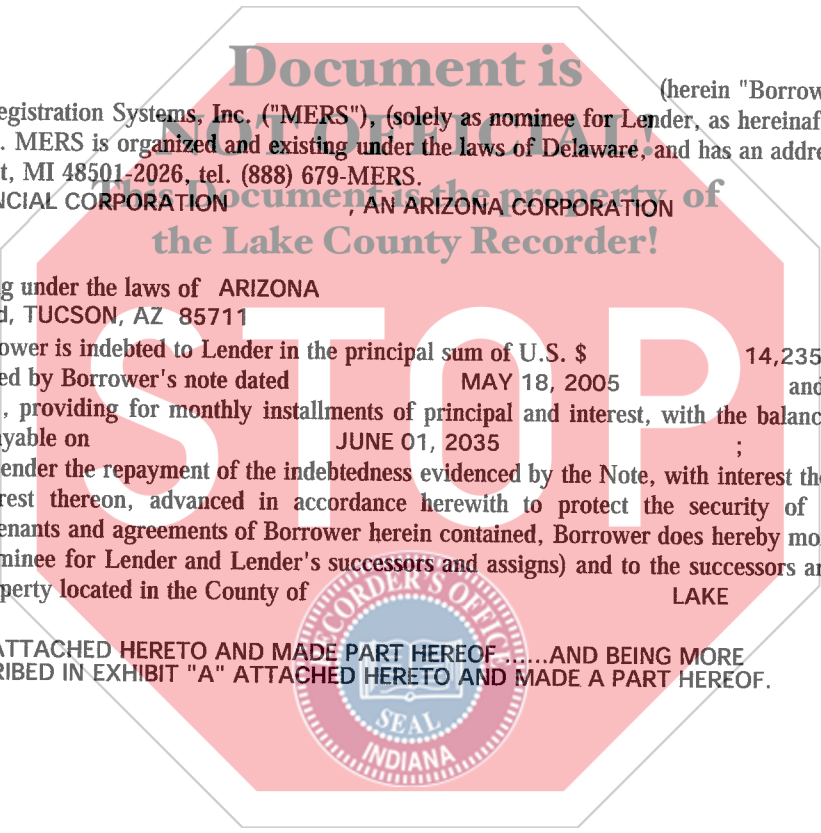 Document is
(herein "Borrow
egistration Systems, Inc. ("MERS"), (solely as nominee for Lender, as hereinaf
NOT OFFICIAL!
. MERS is organized and existing under the laws of Delaware, and has an addre
t, MI 48501-2026, tel. (888) 679-MERS.
This Document is the property of
NCIAL CORPORATION , AN ARIZONA CORPORATION
the Lake County Recorder!
g under the laws of ARIZONA
d, TUCSON, AZ 85711
STOP
ower is indebted to Lender in the principal sum of U.S. $ 14,235
ed by Borrower's note dated MAY 18, 2005 and
, providing for monthly installments of principal and interest, with the balanc
yable on JUNE 01, 2035 ;
ender the repayment of the indebtedness evidenced by the Note, with interest th
rest thereon, advanced in accordance herewith to protect the security of
enants and agreements of Borrower herein contained, Borrower does hereby mo
minee for Lender and Lender's successors and assigns) and to the successors a
perty located in the County of LAKE
RECORDER'S OFFICE
ATTACHED HERETO AND MADE PART HEREOF ......AND BEING MORE
RIBED IN EXHIBIT "A" ATTACHED HERETO AND MADE A PART HEREOF.
SEAL
INDIANA